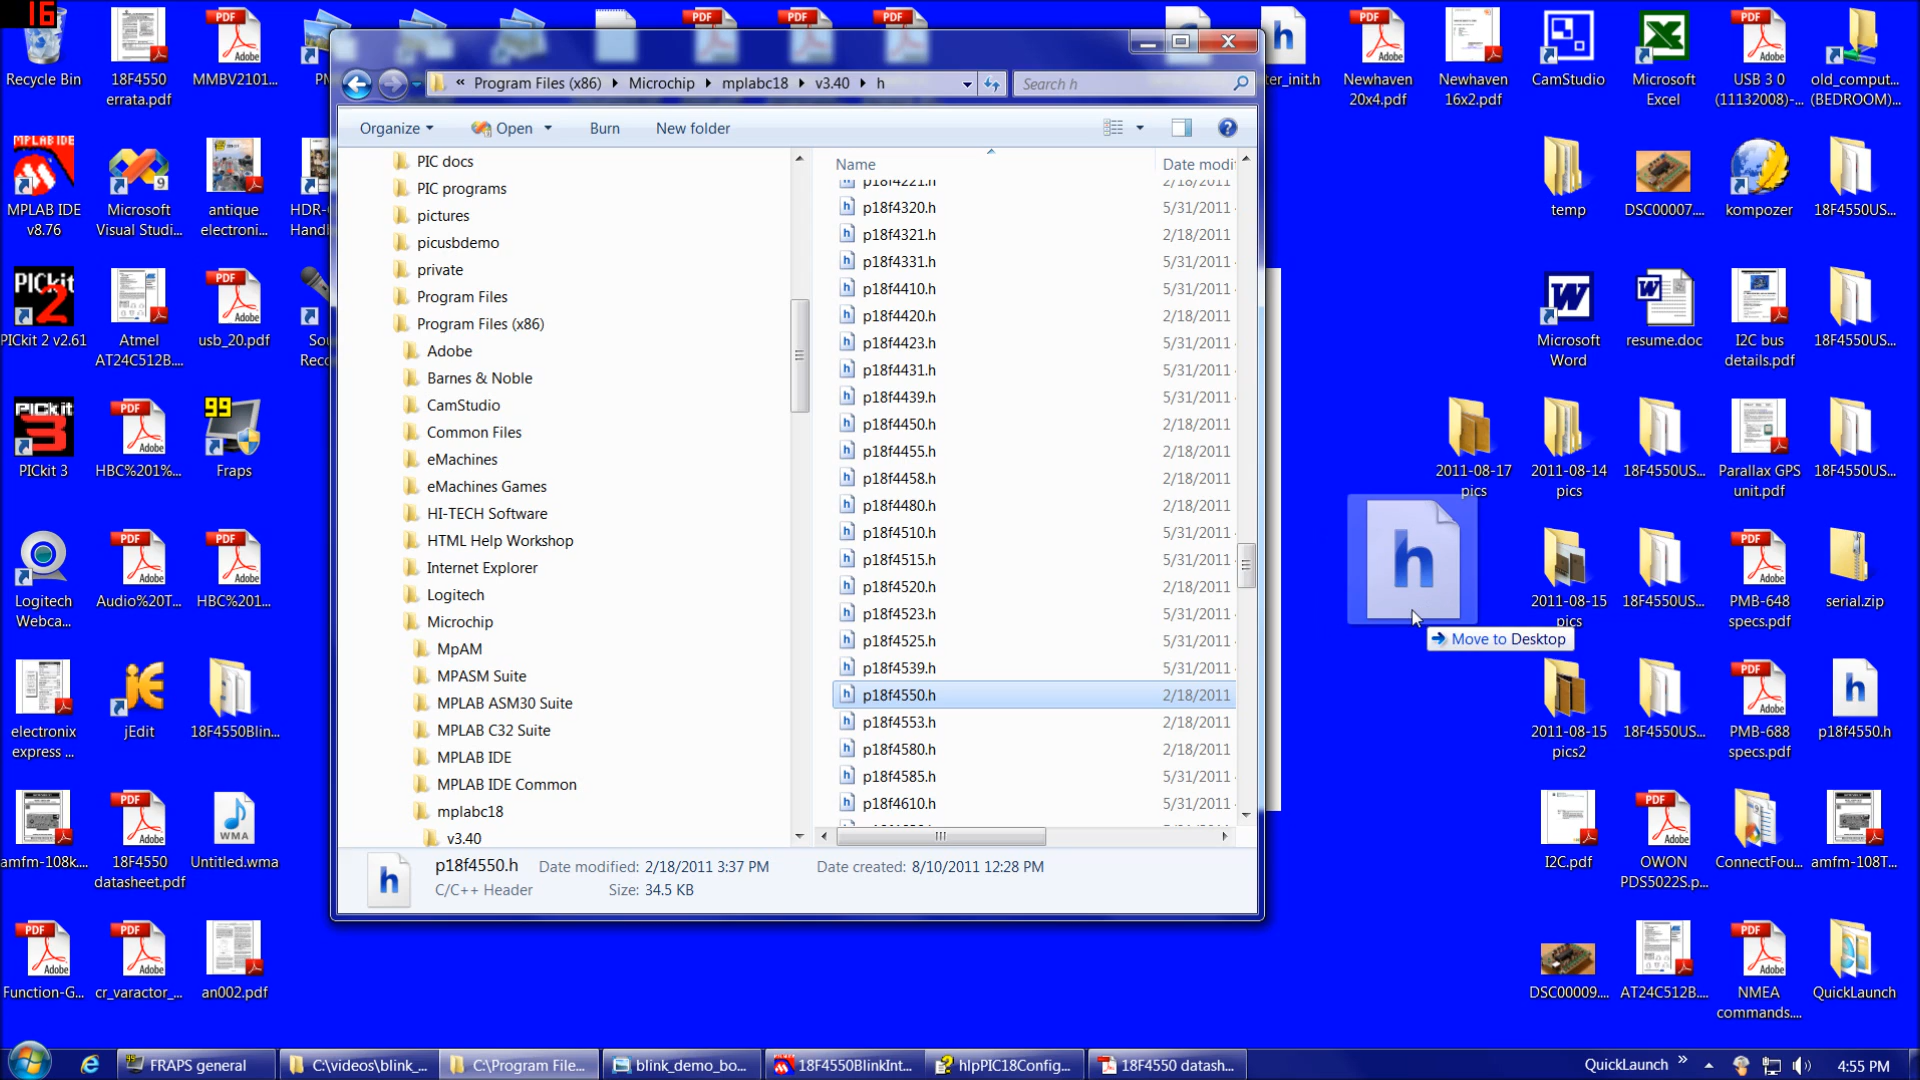 16
Recycle Bin
18F4550
errata.pdf
MMBV2101...
MPLAB IDE
v8.76
Microsoft
Visual Studi...
antique
electroni...
PICkit 2 v2.61
Atmel
AT24C512B....
usb_20.pdf
PICkit 3
HBC%201%...
Fraps
Logitech
Webca...
Audio%20T...
HBC%201...
electronix
express ...
jEdit
18F4550Blin...
amfm-108k...
18F4550
datasheet.pdf
Untitled.wma
Function-G...
cr_varactor_...
an002.pdf
« Program Files (x86) Microchip mplabc18 v3.40 h
Search h
Organize Open Burn New folder
PIC docs
PIC programs
pictures
picusbdemo
private
Program Files
Program Files (x86)
Adobe
Barnes & Noble
CamStudio
Common Files
eMachines
eMachines Games
HI-TECH Software
HTML Help Workshop
Internet Explorer
Logitech
Microchip
MpAM
MPASM Suite
MPLAB ASM30 Suite
MPLAB C32 Suite
MPLAB IDE
MPLAB IDE Common
mplabc18
v3.40
Name Date modi
p18f4221.h 2/18/2011
p18f4320.h 5/31/2011
p18f4321.h 2/18/2011
p18f4331.h 5/31/2011
p18f4410.h 5/31/2011
p18f4420.h 2/18/2011
p18f4423.h 5/31/2011
p18f4431.h 5/31/2011
p18f4439.h 5/31/2011
p18f4450.h 2/18/2011
p18f4455.h 2/18/2011
p18f4458.h 2/18/2011
p18f4480.h 2/18/2011
p18f4510.h 5/31/2011
p18f4515.h 5/31/2011
p18f4520.h 2/18/2011
p18f4523.h 5/31/2011
p18f4525.h 5/31/2011
p18f4539.h 5/31/2011
p18f4550.h 2/18/2011
p18f4553.h 2/18/2011
p18f4580.h 2/18/2011
p18f4585.h 5/31/2011
p18f4610.h 5/31/2011
p18f4550.h Date modified: 2/18/2011 3:37 PM Date created: 8/10/2011 12:28 PM
C/C++ Header Size: 34.5 KB
Newhaven
20x4.pdf
Newhaven
16x2.pdf
CamStudio
Microsoft
Excel
USB 3 0
(11132008)-...
old_comput...
(BEDROOM)...
temp
DSC00007....
kompozer
18F4550US...
Microsoft
Word
resume.doc
I2C bus
details.pdf
18F4550US...
2011-08-17
pics
2011-08-14
pics
18F4550US...
Parallax GPS
unit.pdf
18F4550US...
Move to Desktop
2011-08-15
pics
18F4550US...
PMB-648
specs.pdf
serial.zip
2011-08-15
pics2
18F4550US...
PMB-688
specs.pdf
p18f4550.h
I2C.pdf
OWON
PDS5022S.p...
ConnectFou...
amfm-108T...
DSC00009....
AT24C512B....
NMEA
commands....
QuickLaunch
FRAPS general
C:\videos\blink_...
C:\Program File...
blink_demo_bo...
18F4550BlinkInt...
hlpPIC18Config...
18F4550 datash...
QuickLaunch »
4:55 PM